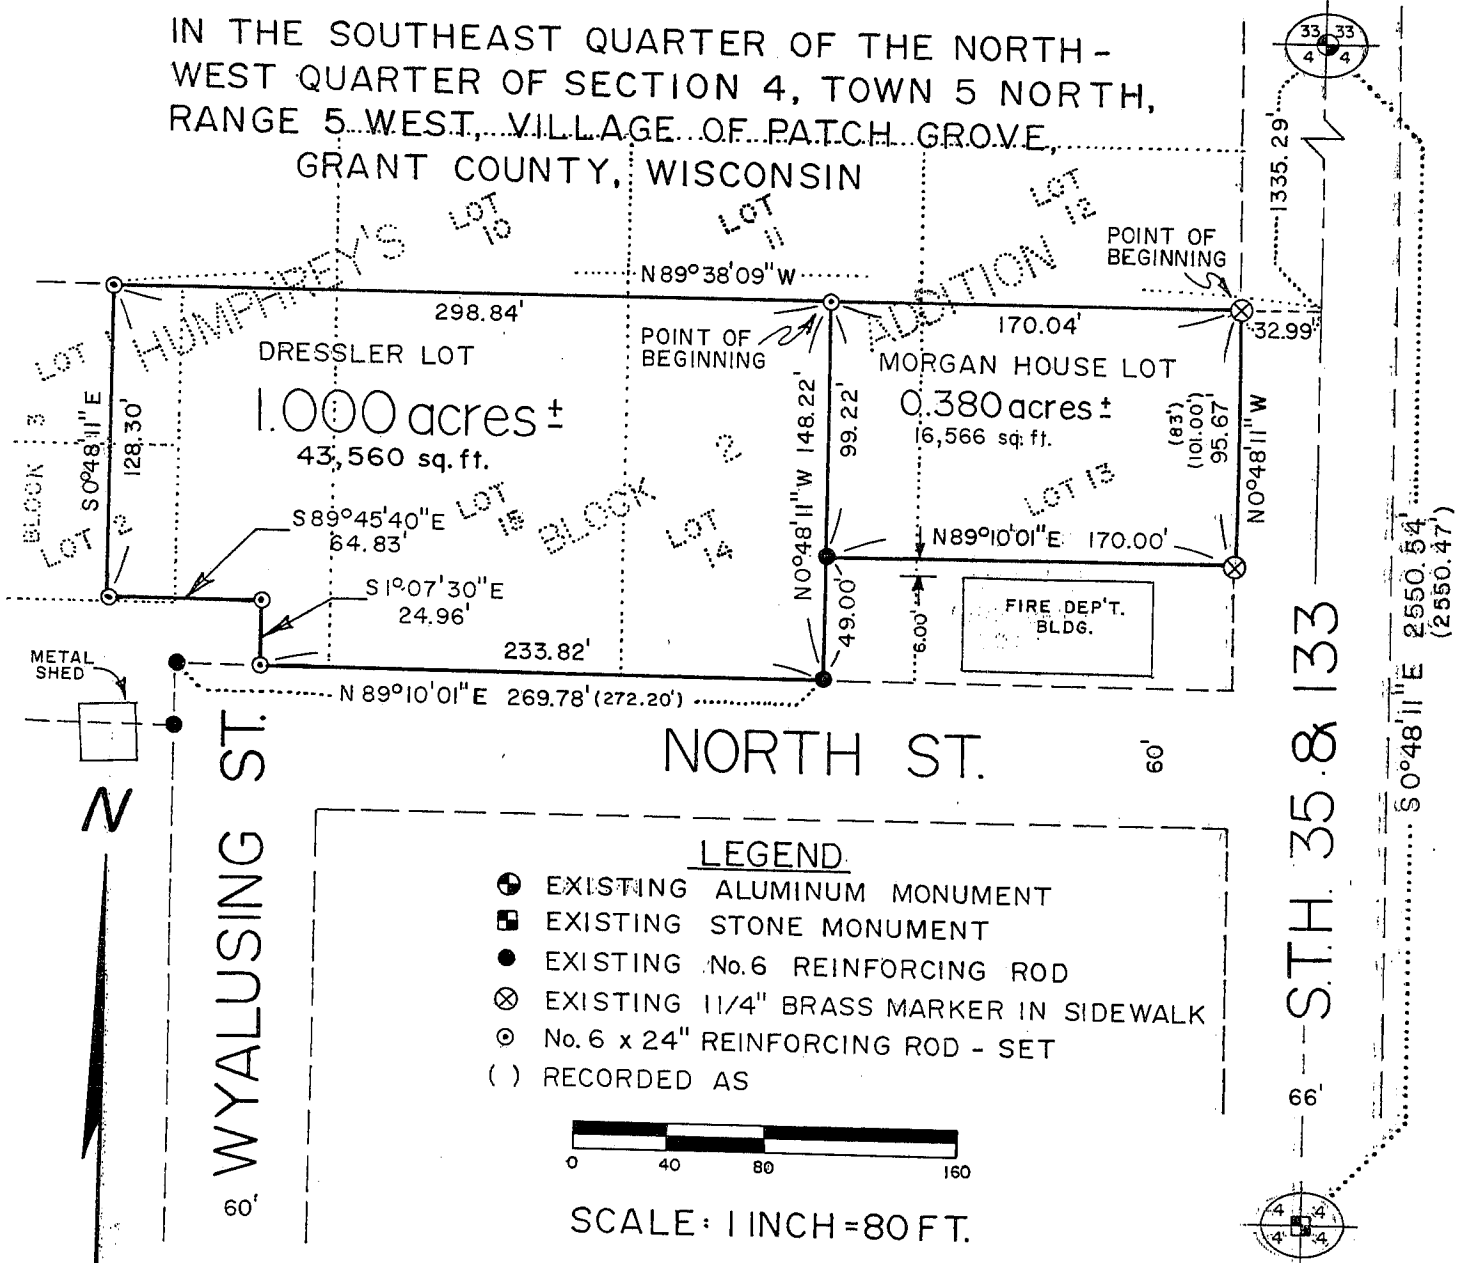 IN THE SOUTHEAST QUARTER OF THE NORTH-
WEST QUARTER OF SECTION 4, TOWN 5 NORTH,
RANGE 5 WEST, VILLAGE OF PATCH GROVE,
GRANT COUNTY, WISCONSIN
33 33
4 4
1335.29'
LOT 10
LOT 11
LOT 12
HUMPHREY'S
ADDITION
POINT OF
BEGINNING
N89°38'09"W
298.84'
170.04'
32.99'
POINT OF
BEGINNING
LOT 1
DRESSLER LOT
1.000 acres ±
43,560 sq. ft.
MORGAN HOUSE LOT
0.380 acres ±
16,566 sq. ft.
S0°48'11"E
128.30'
BLOCK 3
LOT 2
N0°48'11"W 148.22'
99.22'
(83')
(101.00')
95.67'
N0°48'11"W
LOT 15
BLOCK 2
LOT 14
LOT 13
S89°45'40"E
64.83'
N89°10'01"E 170.00'
S1°07'30"E
24.96'
49.00'
6.00'
FIRE DEP'T.
BLDG.
233.82'
METAL
SHED
N 89°10'01"E 269.78' (272.20')
S0°48'11"E 2550.54'
(2550.47')
NORTH ST.
60'
N
WYALUSING ST.
60'
S.T.H. 35 & 133
66'
LEGEND
EXISTING ALUMINUM MONUMENT
EXISTING STONE MONUMENT
EXISTING No.6 REINFORCING ROD
EXISTING 1 1/4" BRASS MARKER IN SIDEWALK
No. 6 x 24" REINFORCING ROD - SET
( ) RECORDED AS
0 40 80 160
SCALE: 1 INCH = 80 FT.
4 4
4 4